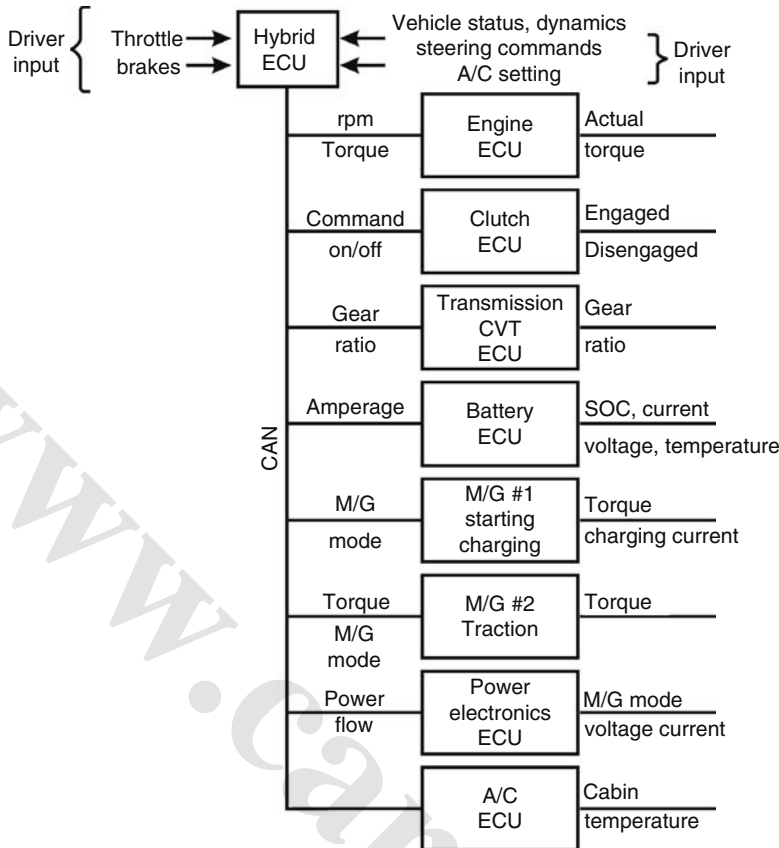 Driver
input
Throttle
brakes
Hybrid
ECU
Vehicle status, dynamics
steering commands
A/C setting
Driver
input
CAN
rpm
Torque
Engine
ECU
Actual
torque
Command
on/off
Clutch
ECU
Engaged
Disengaged
Gear
ratio
Transmission
CVT
ECU
Gear
ratio
Amperage
Battery
ECU
SOC, current
voltage, temperature
M/G
mode
M/G #1
starting
charging
Torque
charging current
Torque
M/G
mode
M/G #2
Traction
Torque
Power
flow
Power
electronics
ECU
M/G mode
voltage current
A/C
ECU
Cabin
temperature